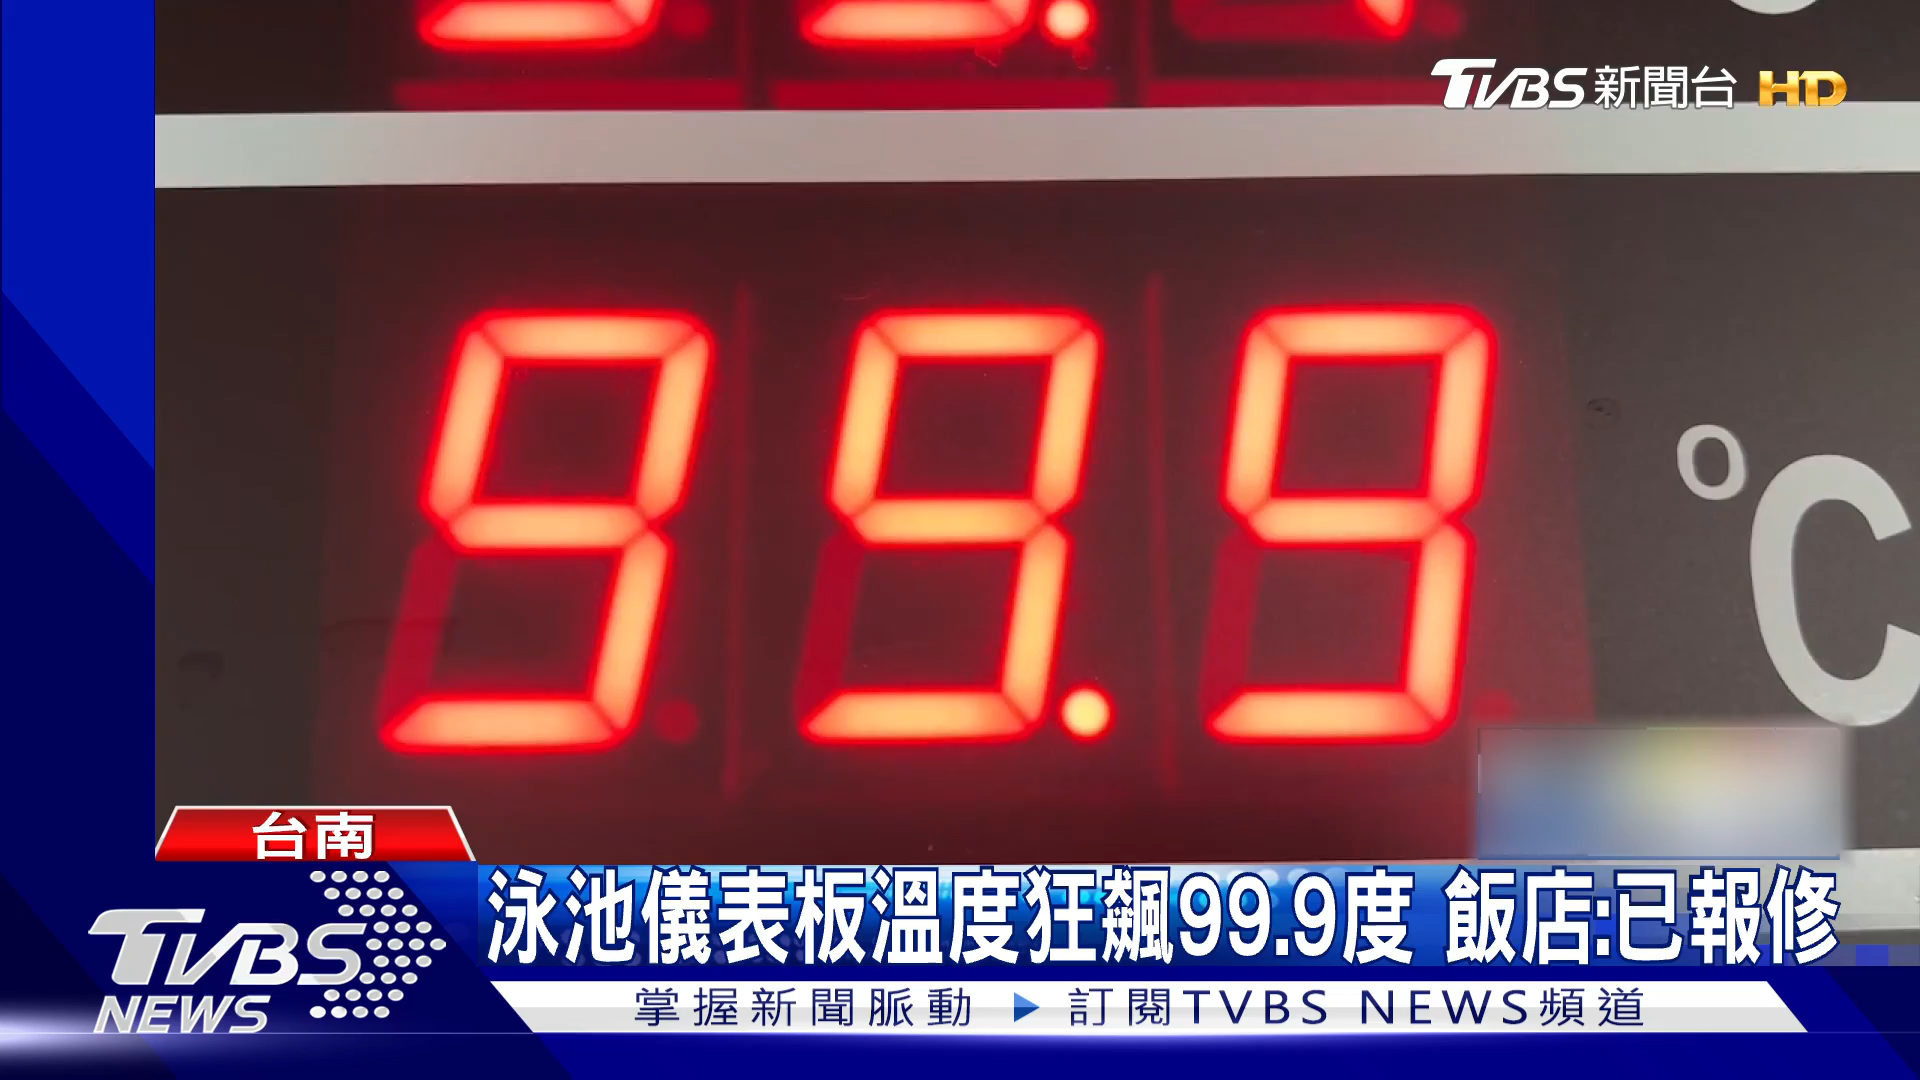 TVBS新聞台 HD
99.9 °C
台南
泳池儀表板溫度狂飆99.9度 飯店:已報修
TVBS
NEWS
掌握新聞脈動 ▶ 訂閱TVBS NEWS頻道